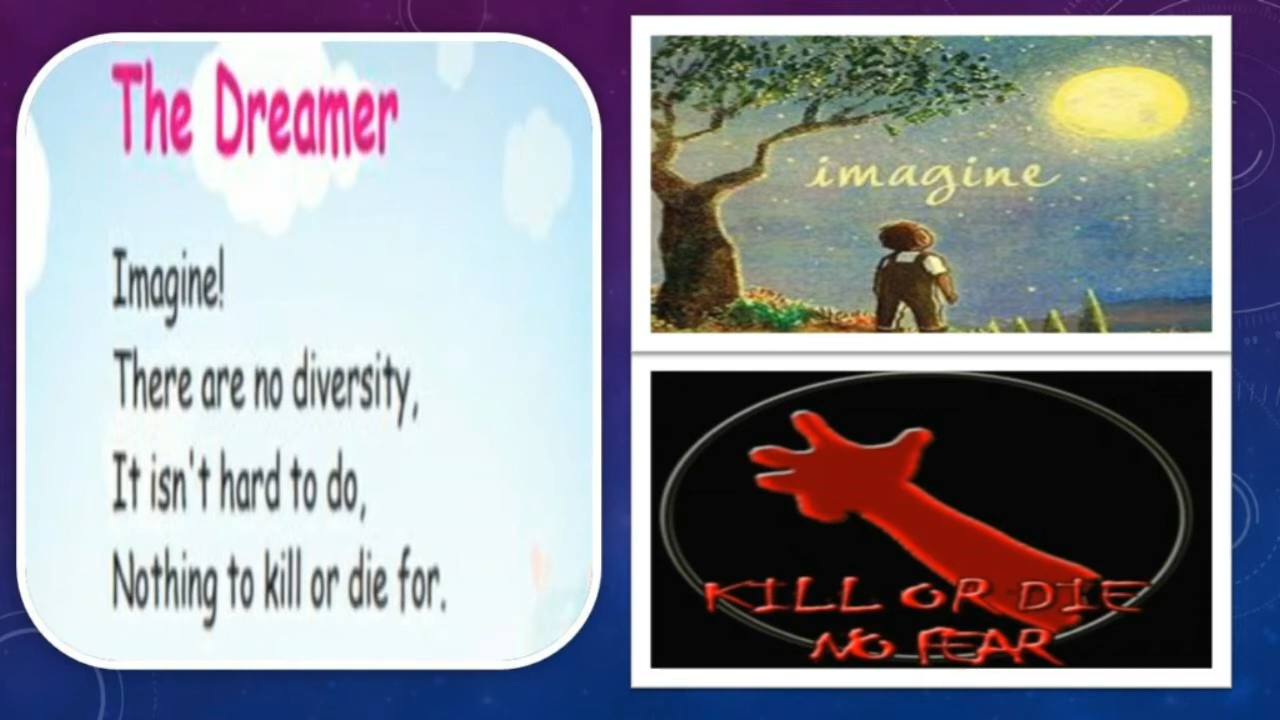 The Dreamer
Imagine!
There are no diversity,
It isn't hard to do,
Nothing to kill or die for.
imagine
KILL OR DIE
NO FEAR